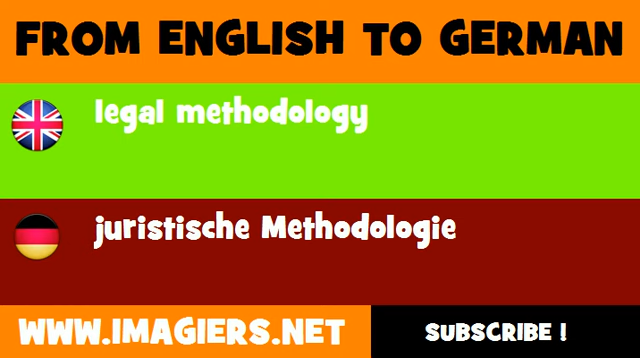 FROM ENGLISH TO GERMAN
legal methodology
juristische Methodologie
WWW.IMAGIERS.NET
SUBSCRIBE !